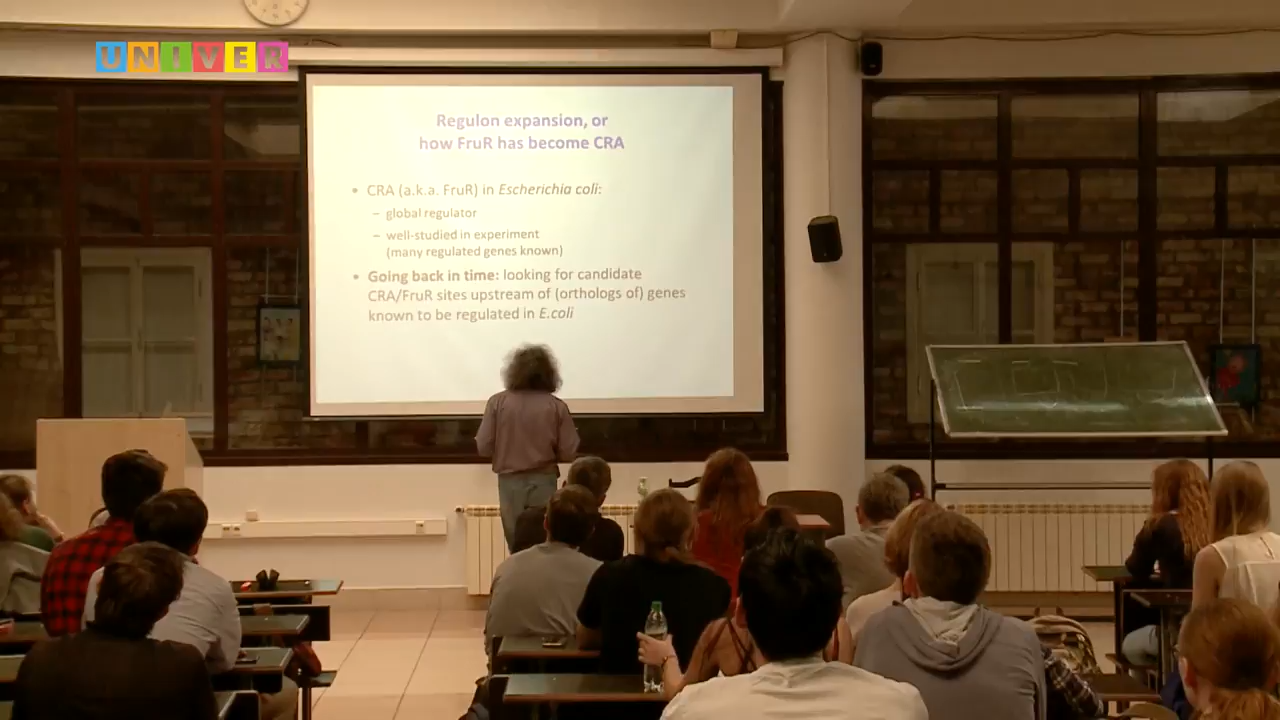 UNIVER
Regulon expansion, or
how FruR has become CRA
• CRA (a.k.a. FruR) in Escherichia coli:
– global regulator
– well-studied in experiment
(many regulated genes known)
• Going back in time: looking for candidate
CRA/FruR sites upstream of (orthologs of) genes
known to be regulated in E.coli